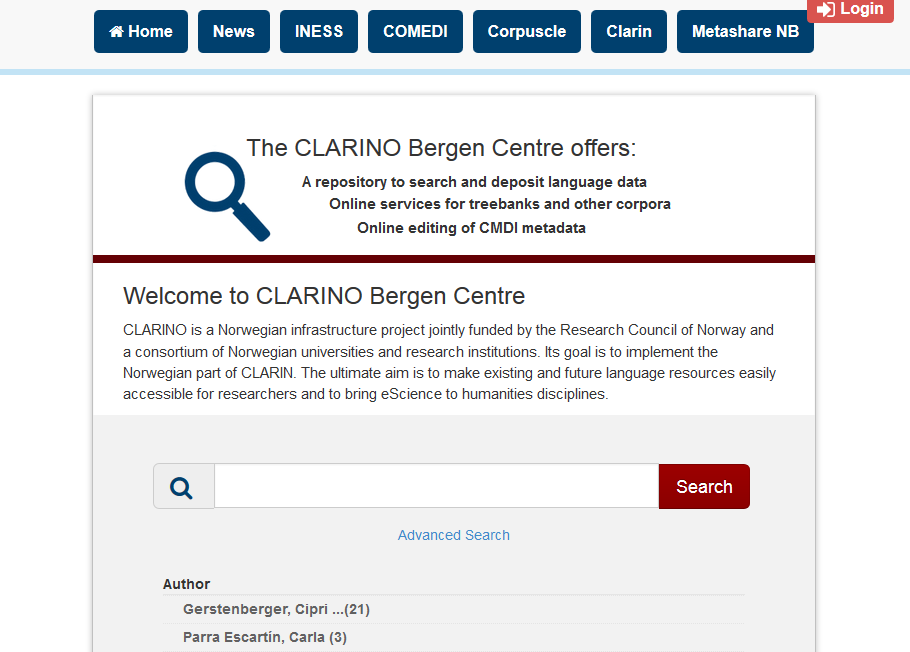 Login
Home News INESS COMEDI Corpuscle Clarin Metashare NB
The CLARINO Bergen Centre offers:
A repository to search and deposit language data
Online services for treebanks and other corpora
Online editing of CMDI metadata
Welcome to CLARINO Bergen Centre
CLARINO is a Norwegian infrastructure project jointly funded by the Research Council of Norway and
a consortium of Norwegian universities and research institutions. Its goal is to implement the
Norwegian part of CLARIN. The ultimate aim is to make existing and future language resources easily
accessible for researchers and to bring eScience to humanities disciplines.
Search
Advanced Search
Author
Gerstenberger, Cipri ...(21)
Parra Escartín, Carla (3)